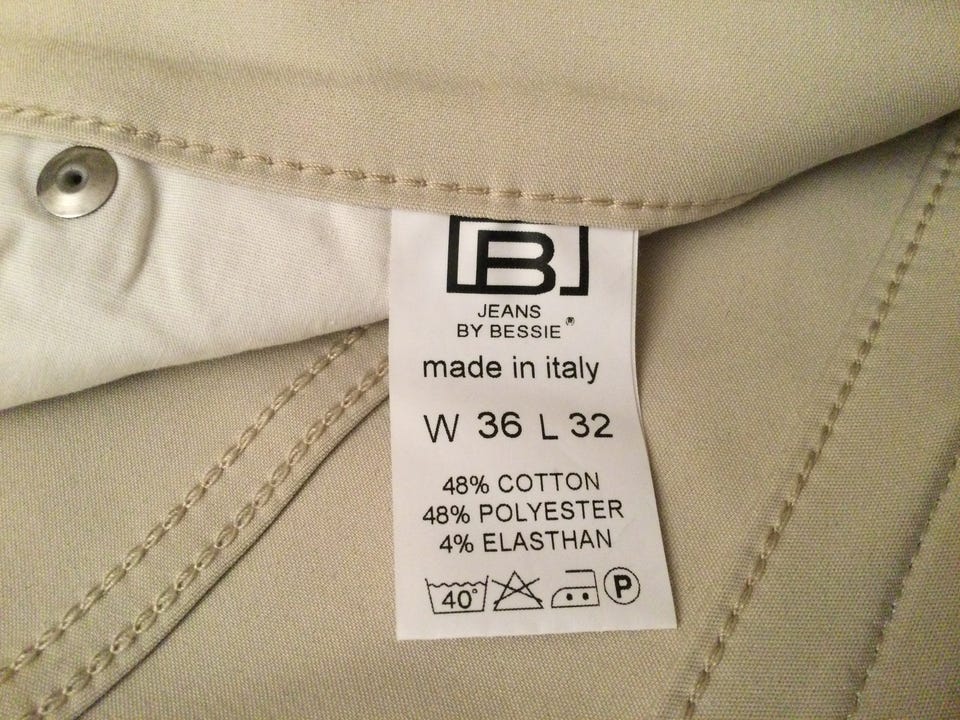 B
JEANS
BY BESSIE®
made in italy
W 36 L 32
48% COTTON
48% POLYESTER
4% ELASTHAN
40° P